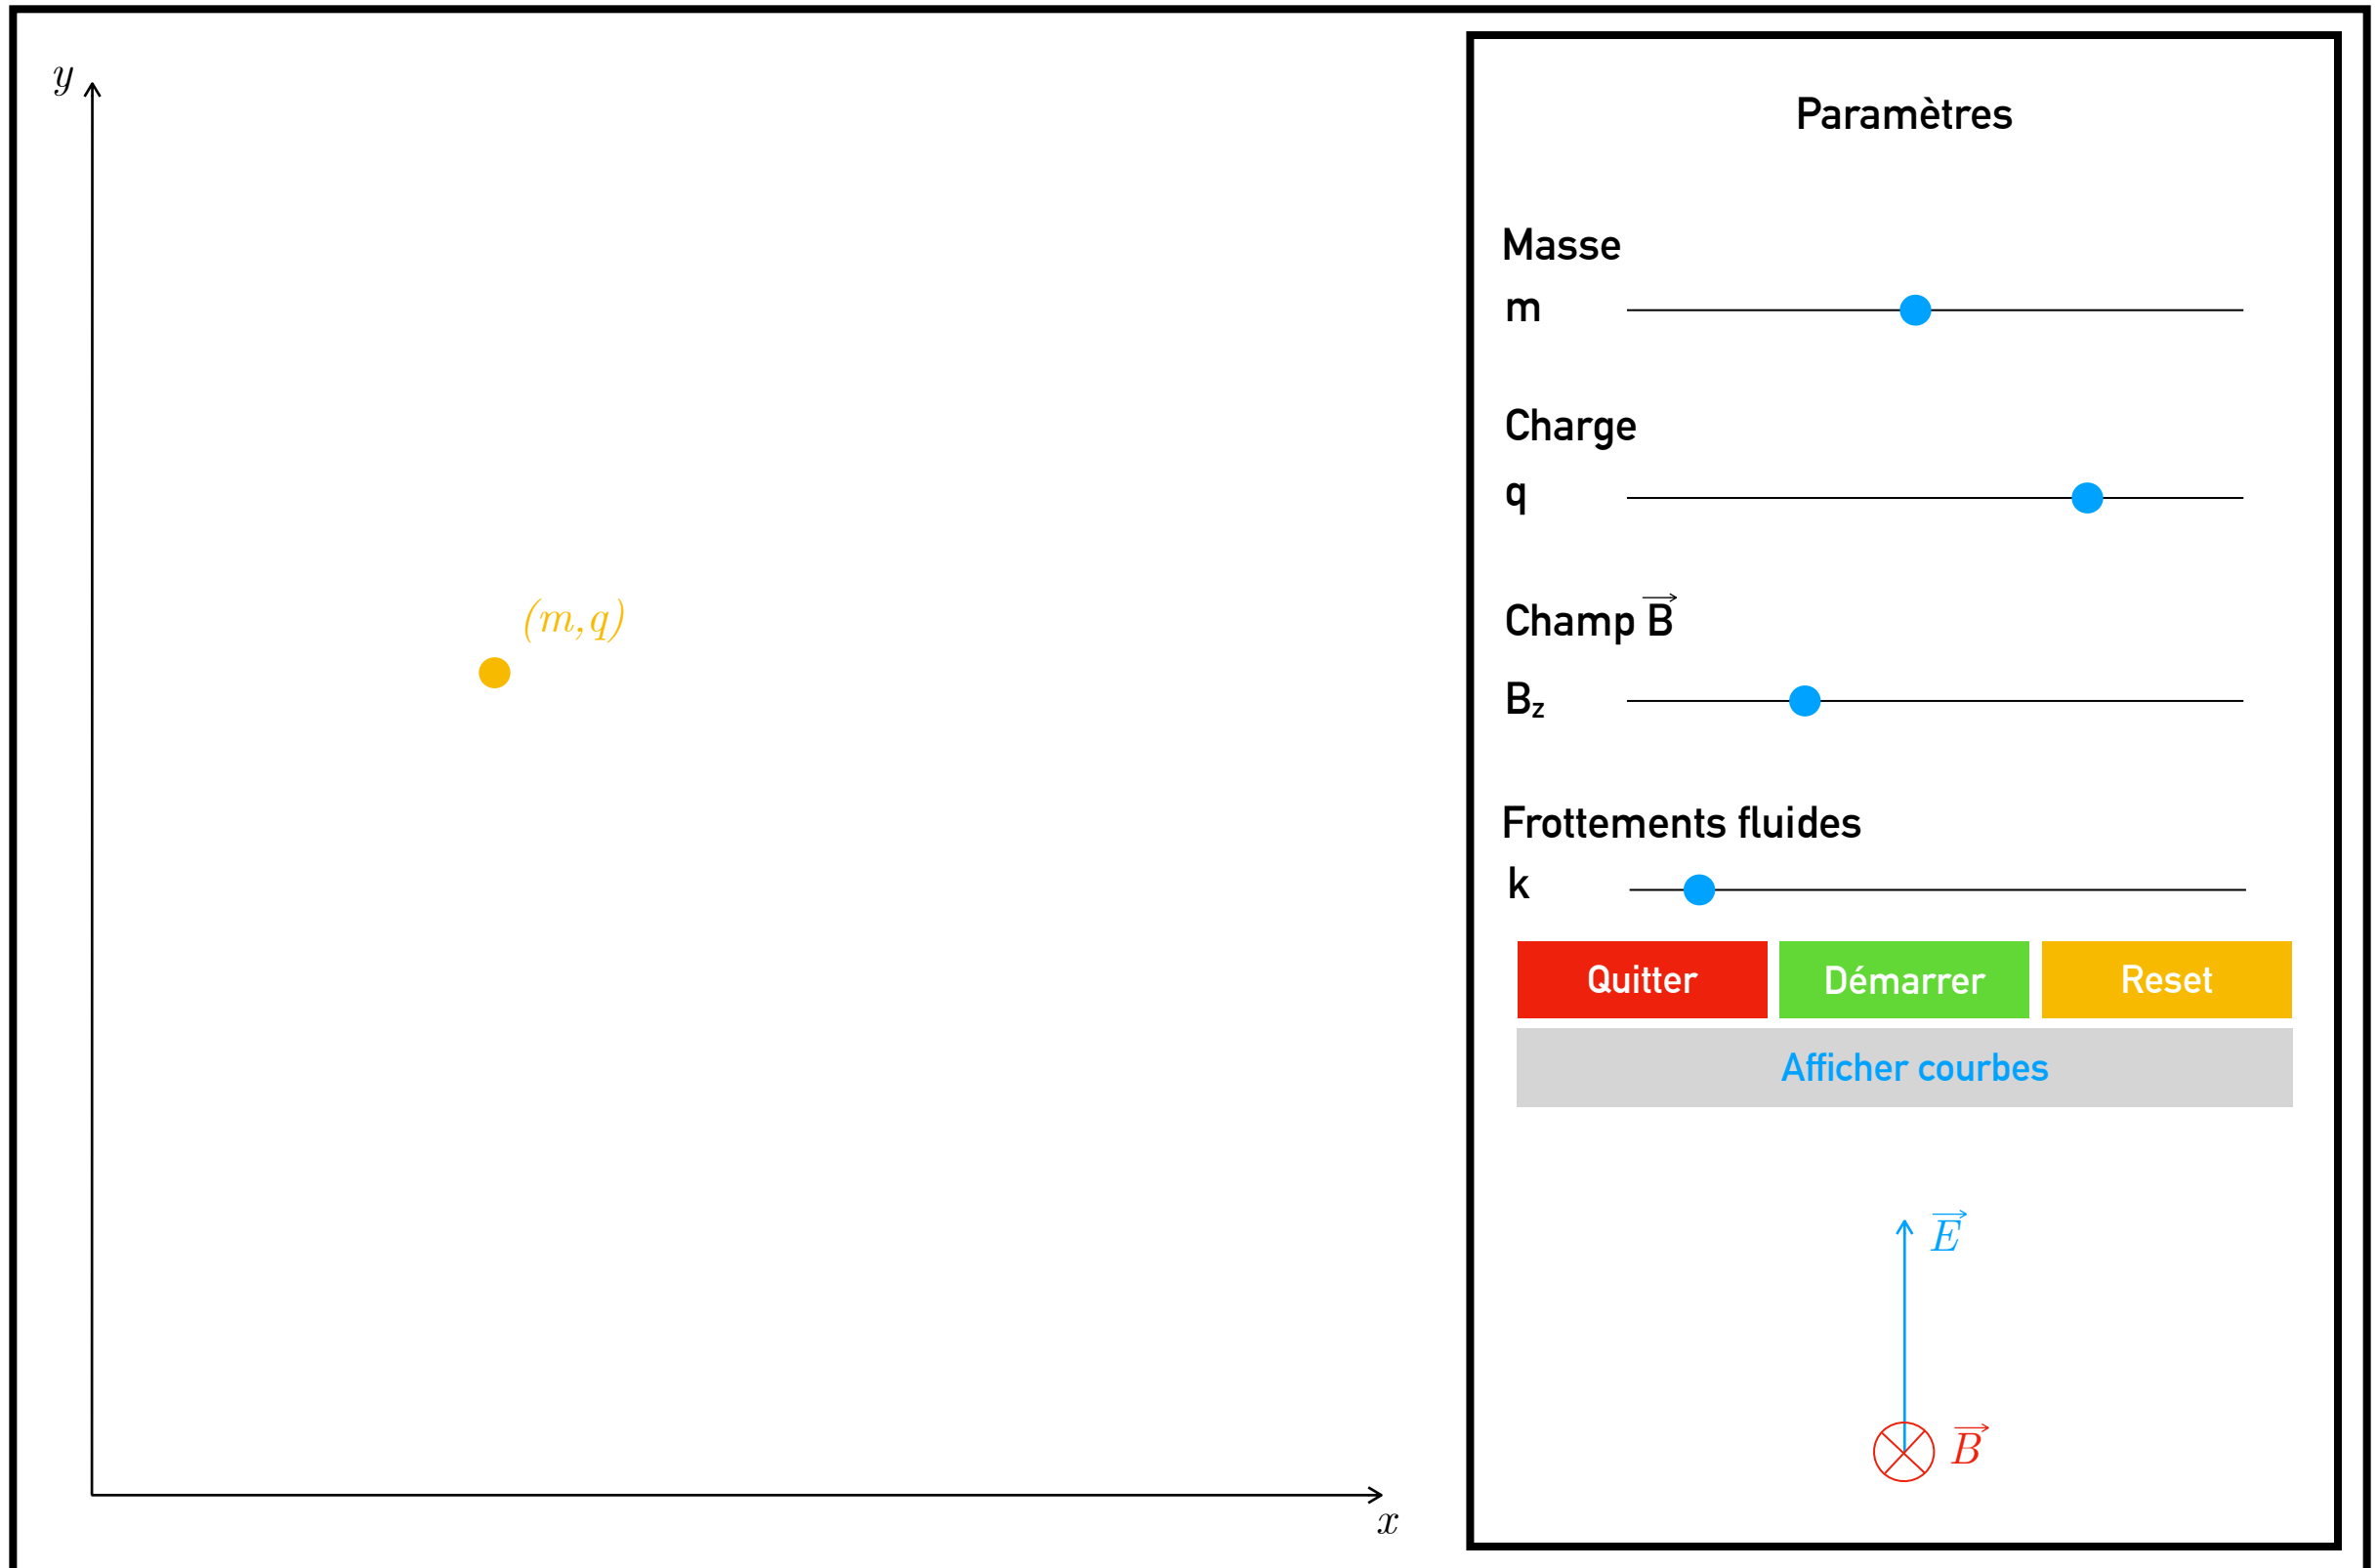 y
(m,q)
x
Paramètres
Masse
m
Charge
q
Champ B⃗
Bz
Frottements fluides
k
Quitter Démarrer Reset
Afficher courbes
E⃗
B⃗